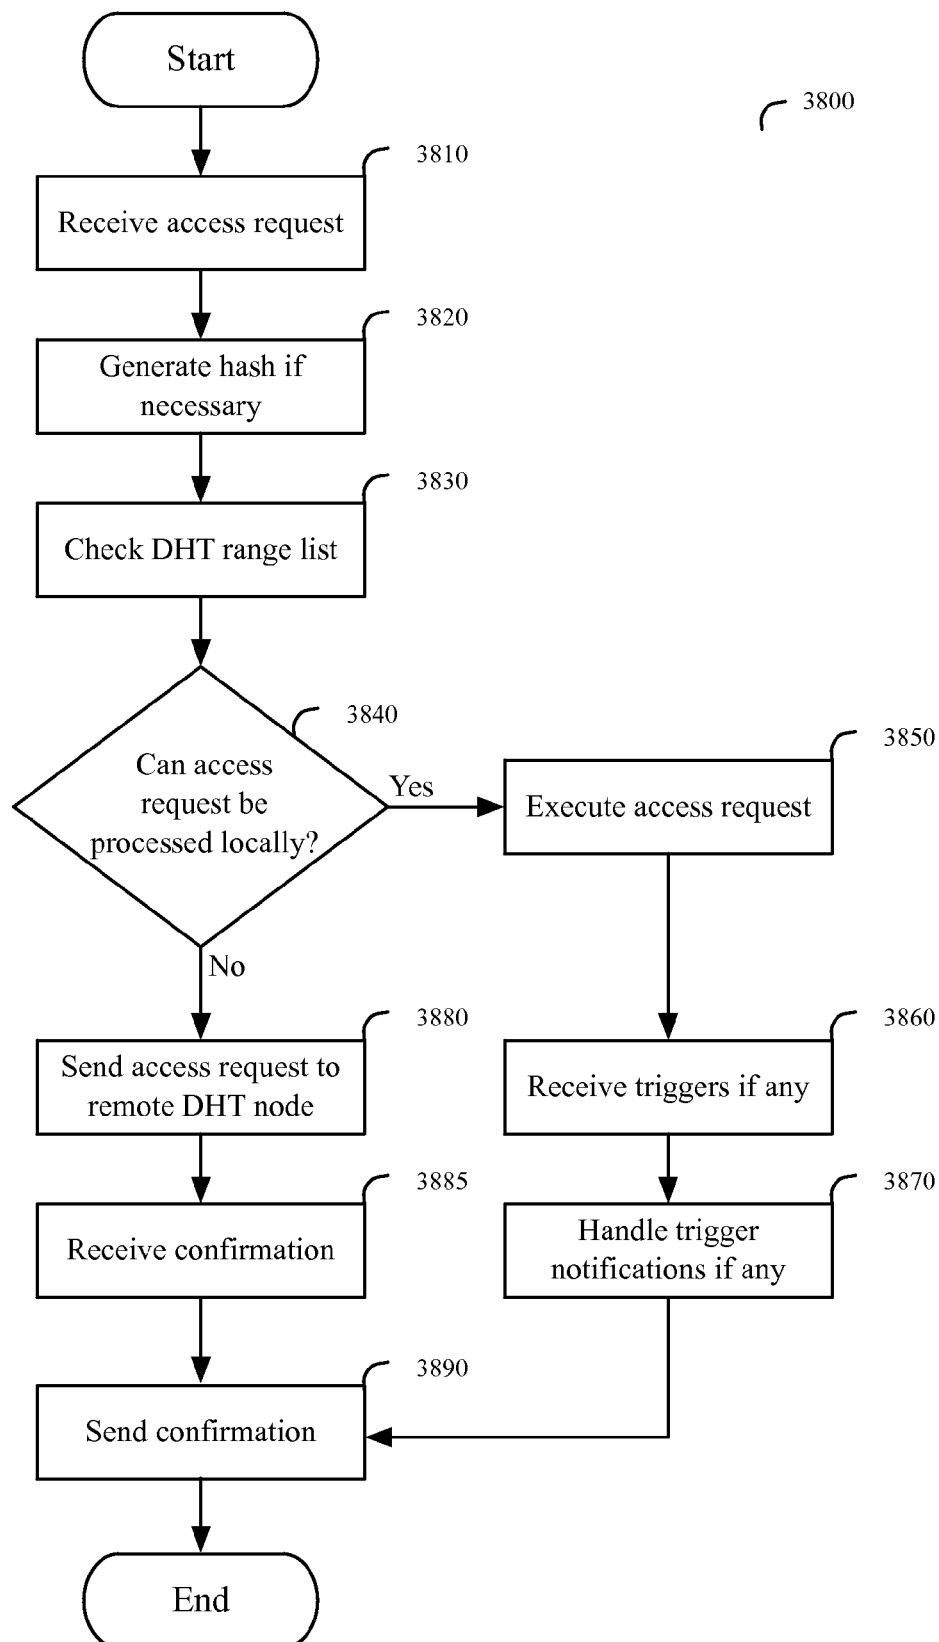 Start
3800
3810
Receive access request
3820
Generate hash if
necessary
3830
Check DHT range list
3840
Can access
request be
processed locally?
Yes
3850
Execute access request
No
3880
Send access request to
remote DHT node
3860
Receive triggers if any
3885
Receive confirmation
3870
Handle trigger
notifications if any
3890
Send confirmation
End